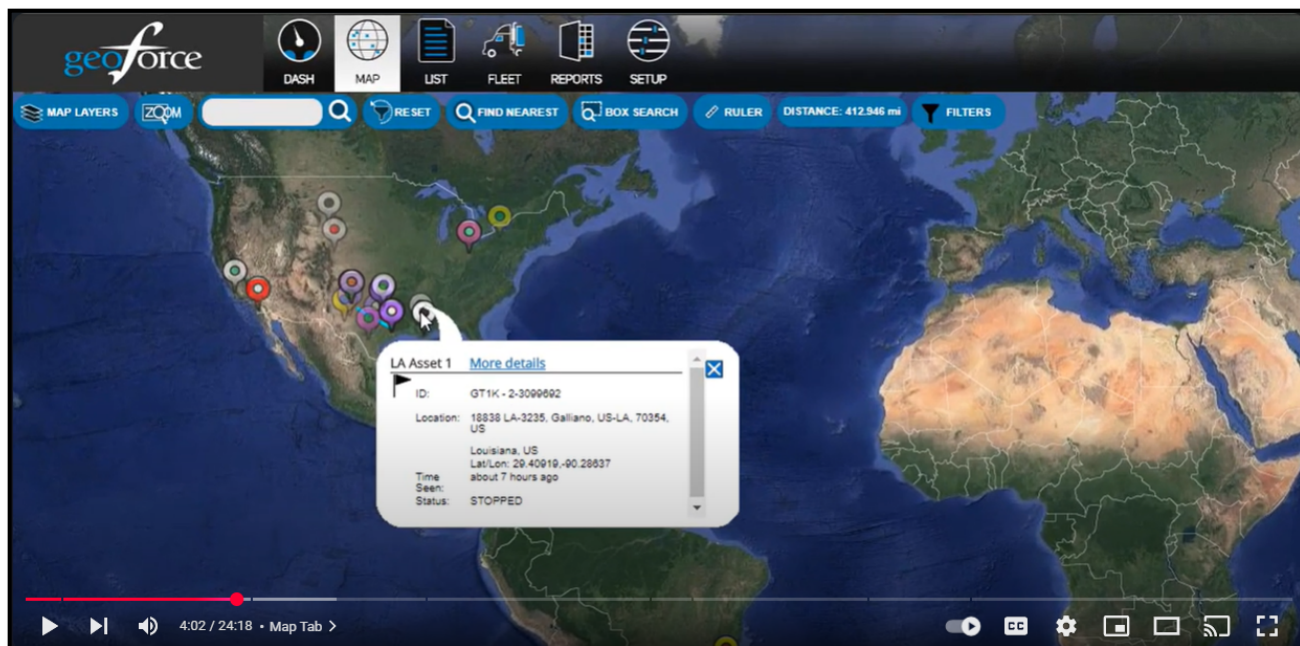 geoforce
DASH
MAP
LIST
FLEET
REPORTS
SETUP
MAP LAYERS
ZOOM
RESET
FIND NEAREST
BOX SEARCH
RULER
DISTANCE: 412.946 mi
FILTERS
LA Asset 1 More details
ID: GT1K - 2-3099692
Location: 18838 LA-3235, Galliano, US-LA, 70354,
US
Louisiana, US
Lat/Lon: 29.40919,-90.28637
Time about 7 hours ago
Seen:
Status: STOPPED
4:02 / 24:18 • Map Tab >
CC